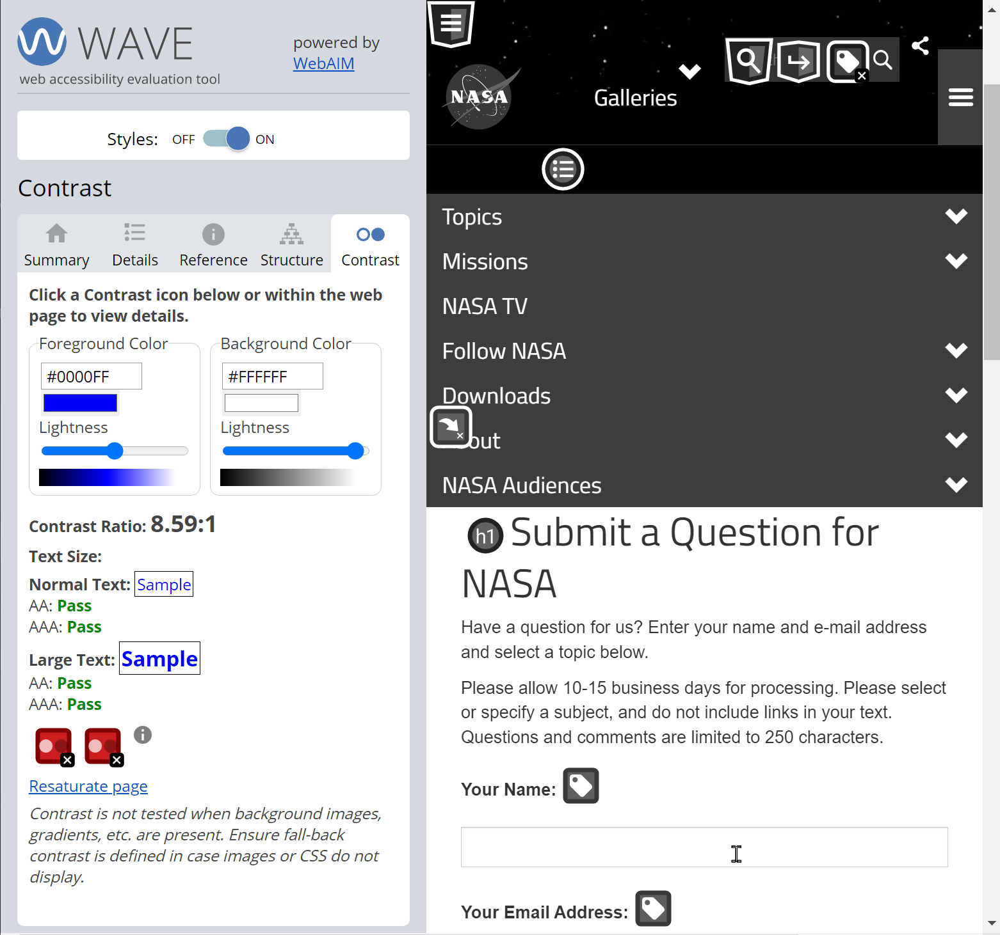 WAVE
web accessibility evaluation tool
powered by
WebAIM
Styles: OFF ON
Contrast
Summary Details Reference Structure Contrast
Click a Contrast icon below or within the web
page to view details.
Foreground Color
#0000FF
Lightness
Background Color
#FFFFFF
Lightness
Contrast Ratio: 8.59:1
Text Size:
Normal Text: Sample
AA: Pass
AAA: Pass
Large Text: Sample
AA: Pass
AAA: Pass
Resaturate page
Contrast is not tested when background images,
gradients, etc. are present. Ensure fall-back
contrast is defined in case images or CSS do not
display.
NASA
Galleries
Topics
Missions
NASA TV
Follow NASA
Downloads
out
NASA Audiences
h1 Submit a Question for
NASA
Have a question for us? Enter your name and e-mail address
and select a topic below.
Please allow 10-15 business days for processing. Please select
or specify a subject, and do not include links in your text.
Questions and comments are limited to 250 characters.
Your Name:
Your Email Address: